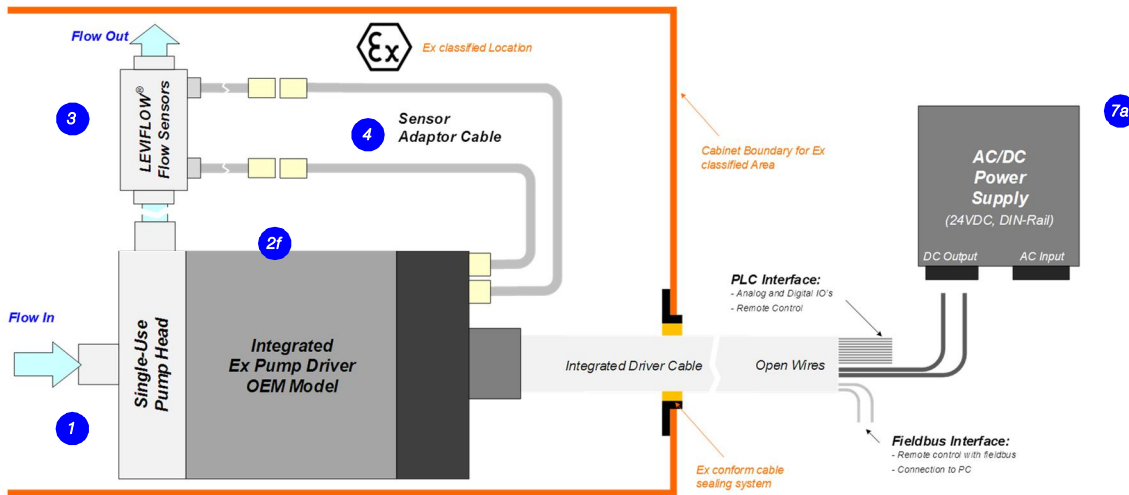 Flow Out
Ex
Ex classified Location
3
LEVIFLOW®
Flow Sensors
4
Sensor
Adaptor Cable
Cabinet Boundary for Ex
classified Area
7a
AC/DC
Power
Supply
(24VDC, DIN-Rail)
DC Output
AC Input
2f
PLC Interface:
- Analog and Digital IO's
- Remote Control
Flow In
Single-Use
Pump Head
Integrated
Ex Pump Driver
OEM Model
Integrated Driver Cable
Open Wires
1
Fieldbus Interface:
- Remote control with fieldbus
- Connection to PC
Ex conform cable
sealing system